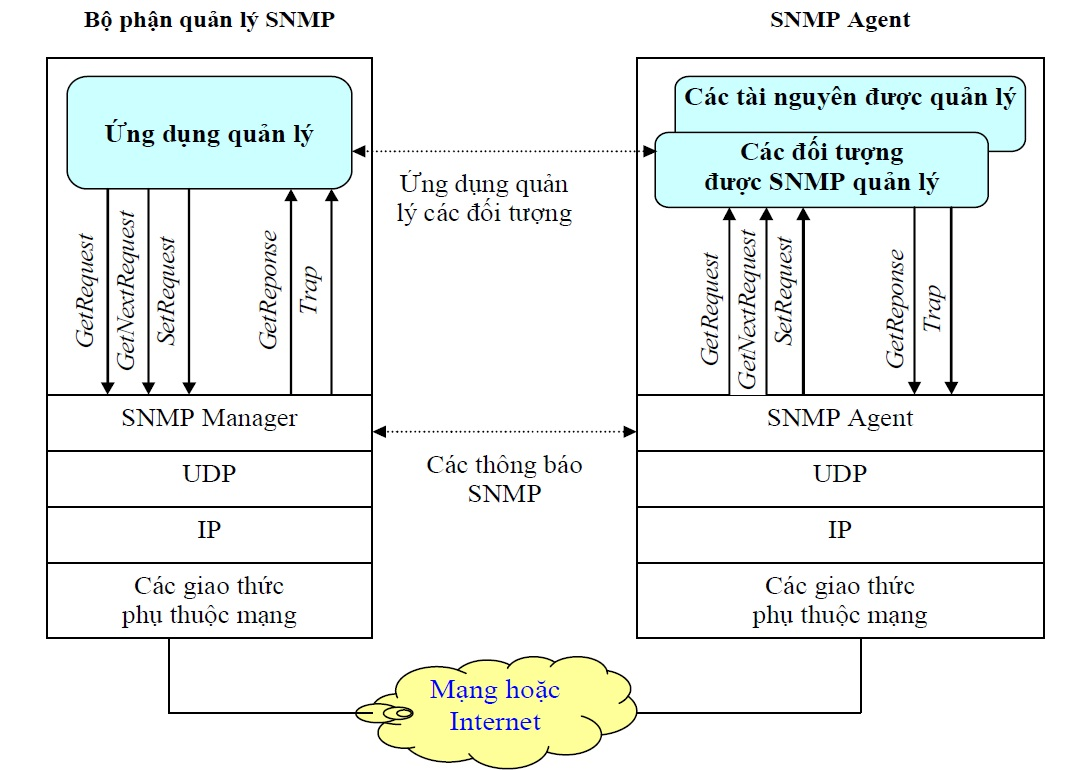 Bộ phận quản lý SNMP
SNMP Agent
Ứng dụng quản lý
Các tài nguyên được quản lý
Các đối tượng
được SNMP quản lý
Ứng dụng quản
lý các đối tượng
GetRequest
GetNextRequest
SetRequest
GetReponse
Trap
GetRequest
GetNextRequest
SetRequest
GetReponse
Trap
SNMP Manager
SNMP Agent
Các thông báo
SNMP
UDP
UDP
IP
IP
Các giao thức
phụ thuộc mạng
Các giao thức
phụ thuộc mạng
Mạng hoặc
Internet